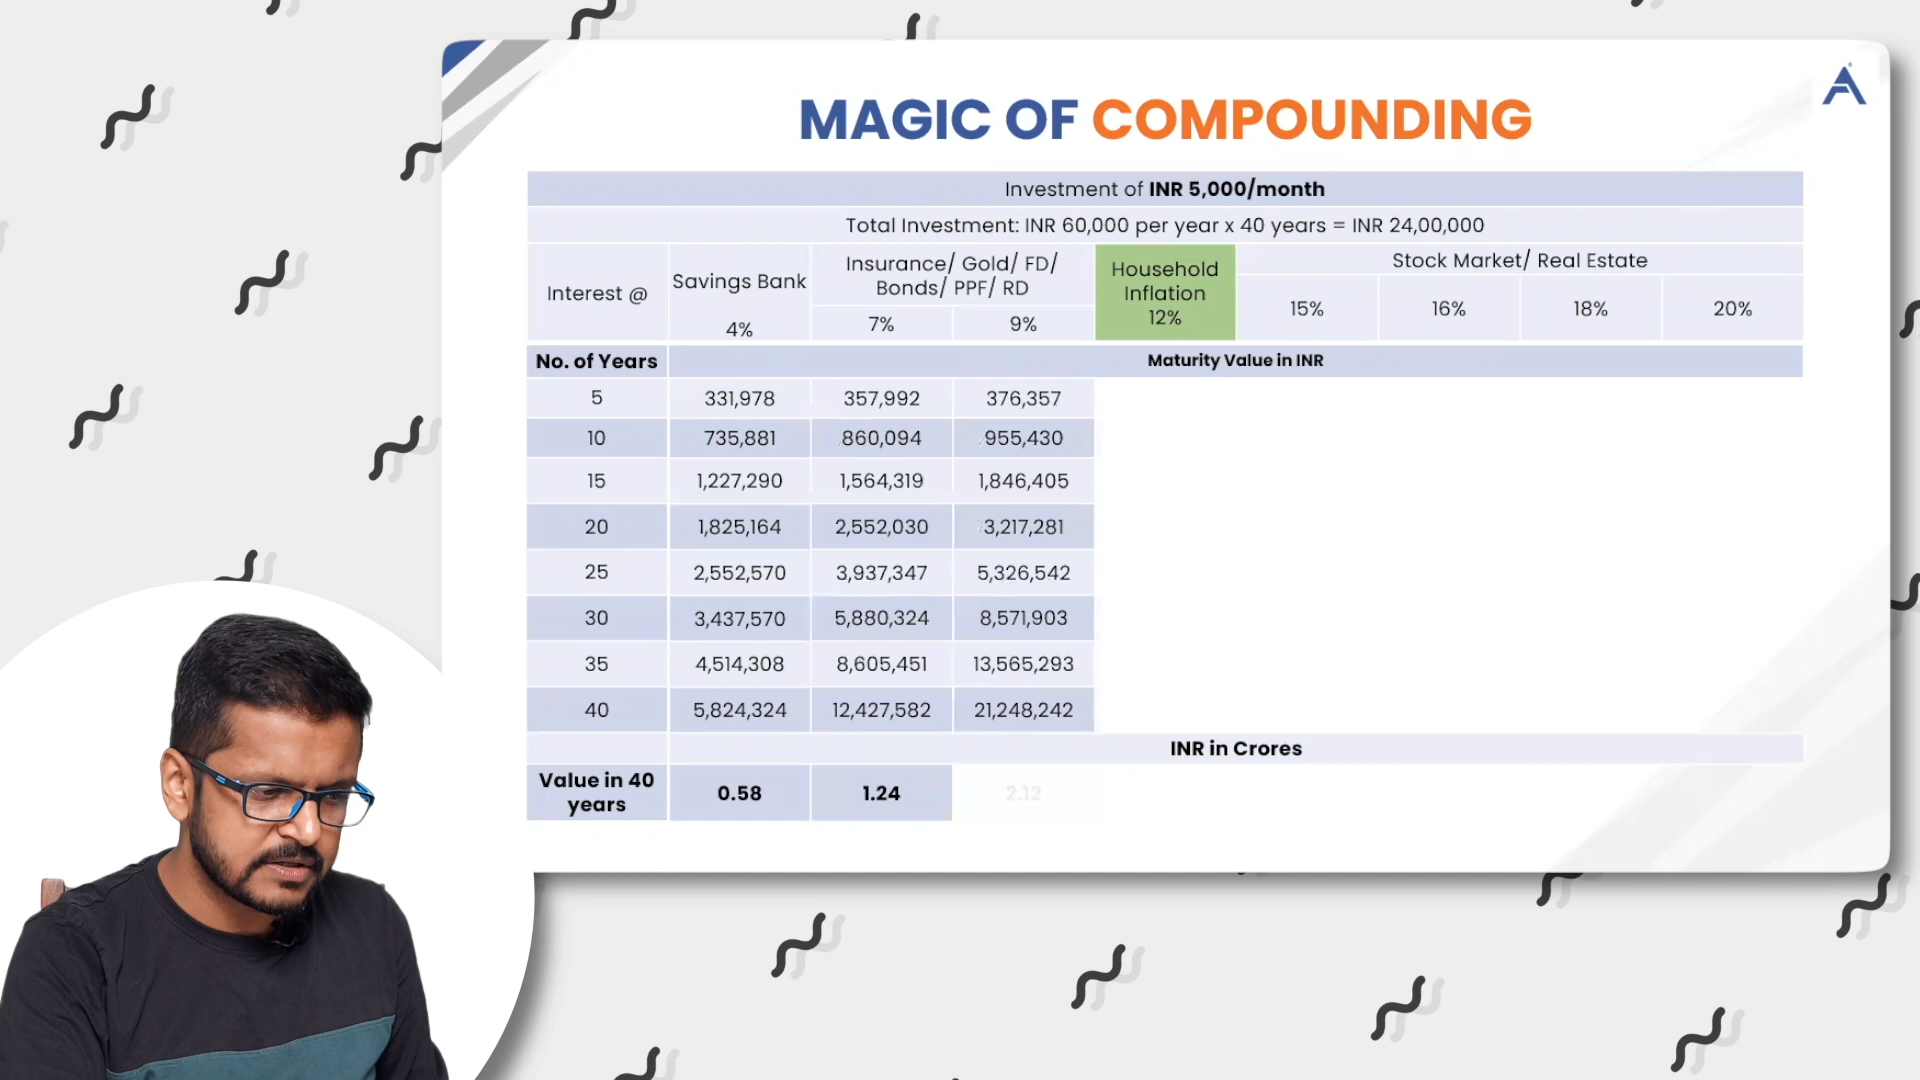 MAGIC OF COMPOUNDING
Investment of INR 5,000/month
Total Investment: INR 60,000 per year x 40 years = INR 24,00,000
Interest @
Savings Bank
4%
Insurance/ Gold/ FD/
Bonds/ PPF/ RD
7% 9%
Household
Inflation
12%
Stock Market/ Real Estate
15% 16% 18% 20%
No. of Years Maturity Value in INR
5 331,978 357,992 376,357
10 735,881 860,094 955,430
15 1,227,290 1,564,319 1,846,405
20 1,825,164 2,552,030 3,217,281
25 2,552,570 3,937,347 5,326,542
30 3,437,570 5,880,324 8,571,903
35 4,514,308 8,605,451 13,565,293
40 5,824,324 12,427,582 21,248,242
INR in Crores
Value in 40
years
0.58 1.24 2.12